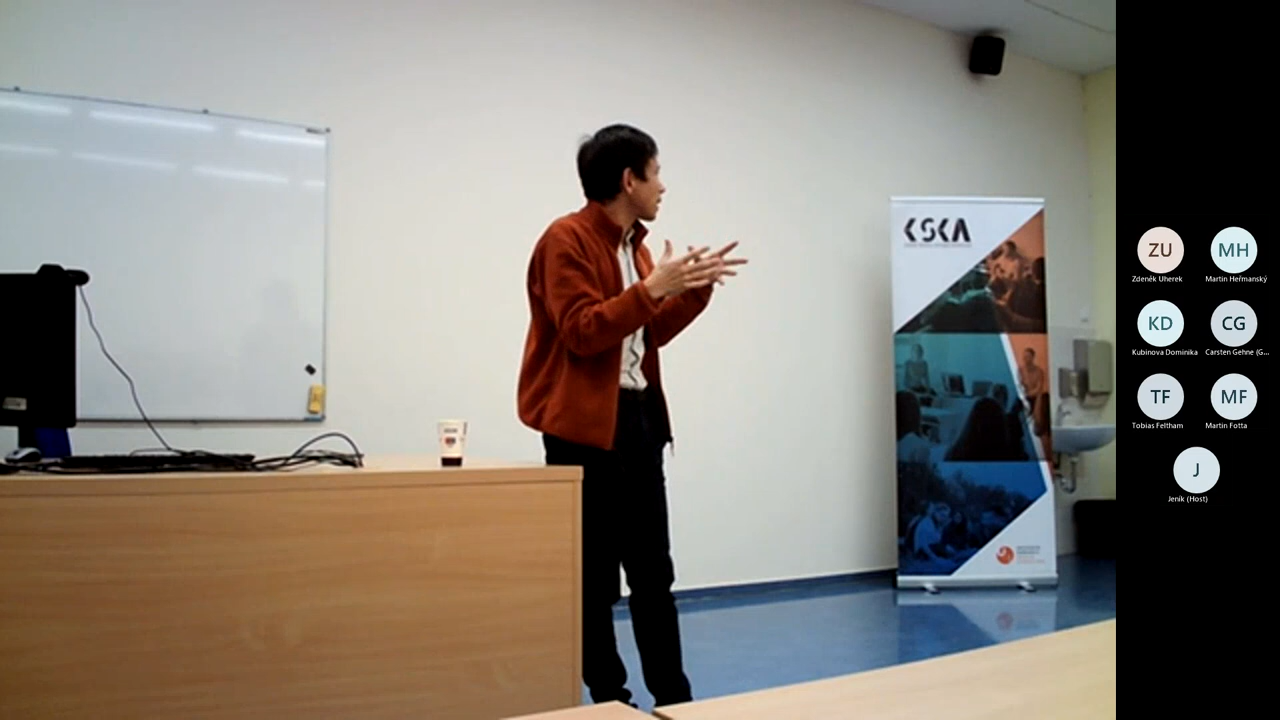 KSKA
ZU
Zdeněk Uherek
MH
Martin Heřmanský
KD
Kubinova Dominika
CG
Carsten Gehne (G...
TF
Tobias Feltham
MF
Martin Fotta
J
Jeník (Host)